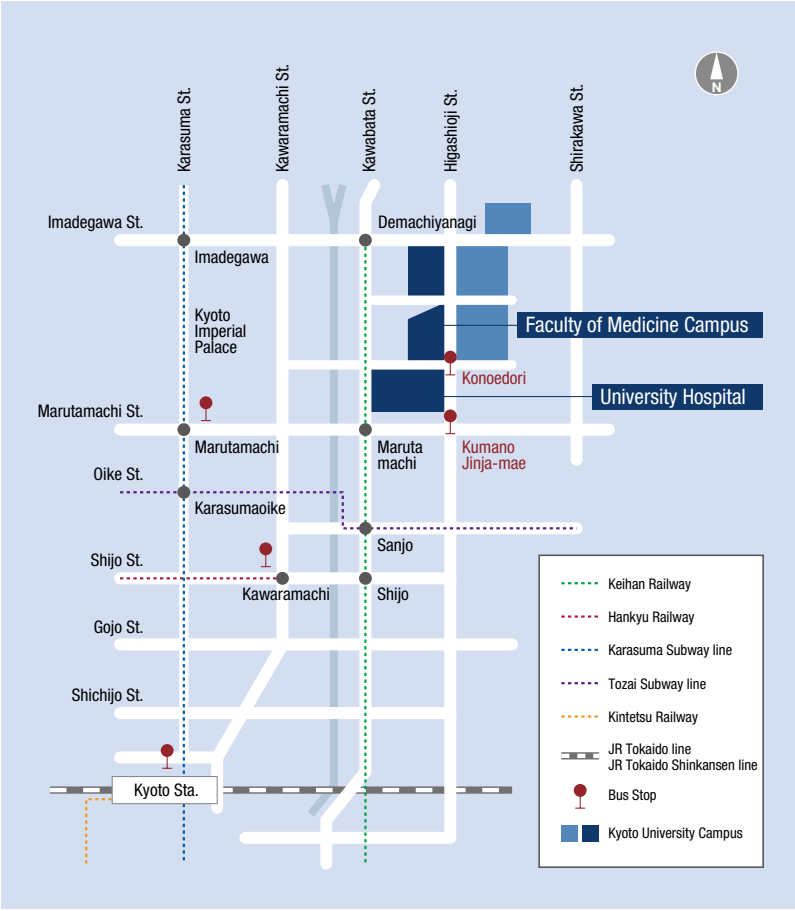 N
Karasuma St.
Kawaramachi St.
Kawabata St.
Higashioji St.
Shirakawa St.
Imadegawa St.
Demachiyanagi
Imadegawa
Kyoto
Imperial
Palace
Faculty of Medicine Campus
Konoedori
University Hospital
Marutamachi St.
Marutamachi
Maruta
machi
Kumano
Jinja-mae
Oike St.
Karasumaoike
Sanjo
Shijo St.
Kawaramachi
Shijo
Gojo St.
Shichijo St.
Kyoto Sta.
Keihan Railway
Hankyu Railway
Karasuma Subway line
Tozai Subway line
Kintetsu Railway
JR Tokaido line
JR Tokaido Shinkansen line
Bus Stop
Kyoto University Campus